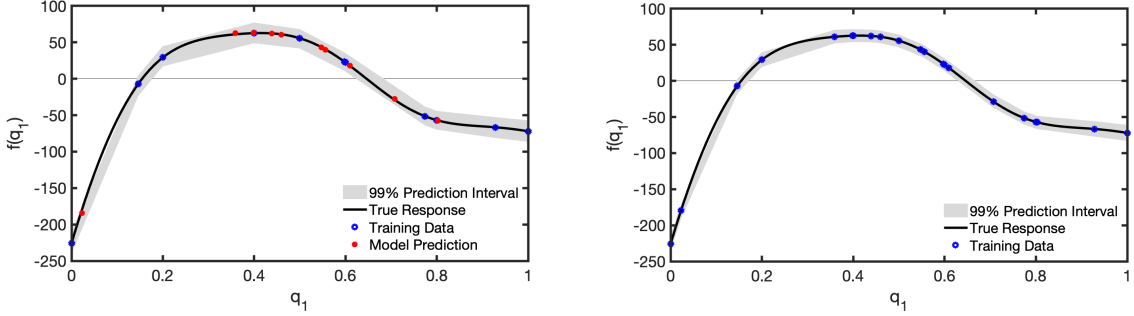 100
50
0
-50
-100
-150
-200
-250
f(q1)
99% Prediction Interval
True Response
Training Data
Model Prediction
0 0.2 0.4 0.6 0.8 1
q1
100
50
0
-50
-100
-150
-200
-250
f(q1)
99% Prediction Interval
True Response
Training Data
0 0.2 0.4 0.6 0.8 1
q1